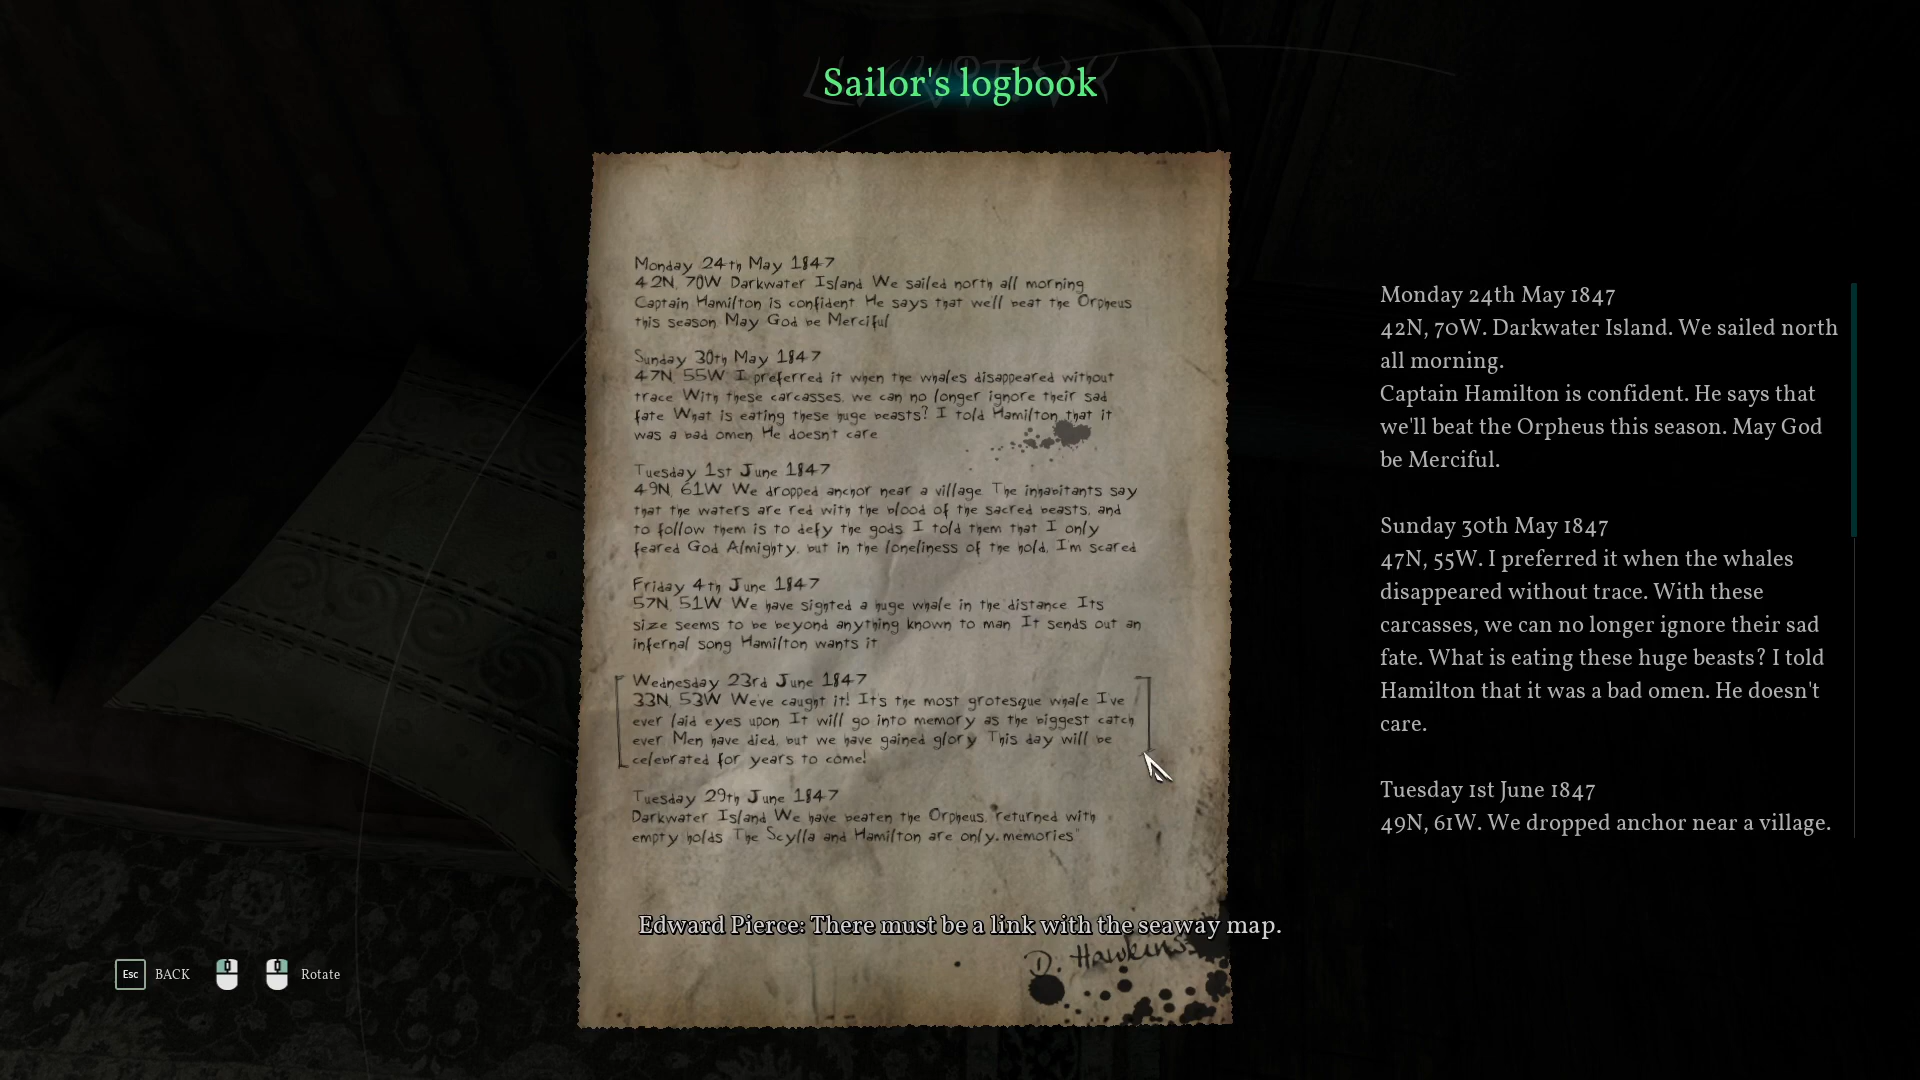 Sailor's logbook
Monday 24th May 1847
42N, 70W Darkwater Island We sailed north all morning
Captain Hamilton is confident He says that we'll beat the Orpheus
this season May God be Merciful
Sunday 30th May 1847
47N, 55W I preferred it when the whales disappeared without
trace With these carcasses, we can no longer ignore their sad
fate What is eating these huge beasts? I told Hamilton that it
was a bad omen He doesn't care
Tuesday 1st June 1847
49N, 61W We dropped anchor near a village The inhabitants say
that the waters are red with the blood of the sacred beasts, and
to follow them is to defy the gods I told them that I only
feared God Almighty, but in the loneliness of the hold, I'm scared
Friday 4th June 1847
57N, 51W We have sighted a huge whale in the distance Its
size seems to be beyond anything known to man It sends out an
infernal song Hamilton wants it
Wednesday 23rd June 1847
33N, 53W We've caught it! It's the most grotesque whale I've
ever laid eyes upon It will go into memory as the biggest catch
ever Men have died, but we have gained glory This day will be
celebrated for years to come!
Tuesday 29th June 1847
Darkwater Island We have beaten the Orpheus, returned with
empty holds The Scylla and Hamilton are only memories"
D. Hawkins
Edward Pierce: There must be a link with the seaway map.
Monday 24th May 1847
42N, 70W. Darkwater Island. We sailed north
all morning.
Captain Hamilton is confident. He says that
we'll beat the Orpheus this season. May God
be Merciful.
Sunday 30th May 1847
47N, 55W. I preferred it when the whales
disappeared without trace. With these
carcasses, we can no longer ignore their sad
fate. What is eating these huge beasts? I told
Hamilton that it was a bad omen. He doesn't
care.
Tuesday 1st June 1847
49N, 61W. We dropped anchor near a village.
Esc BACK
Rotate